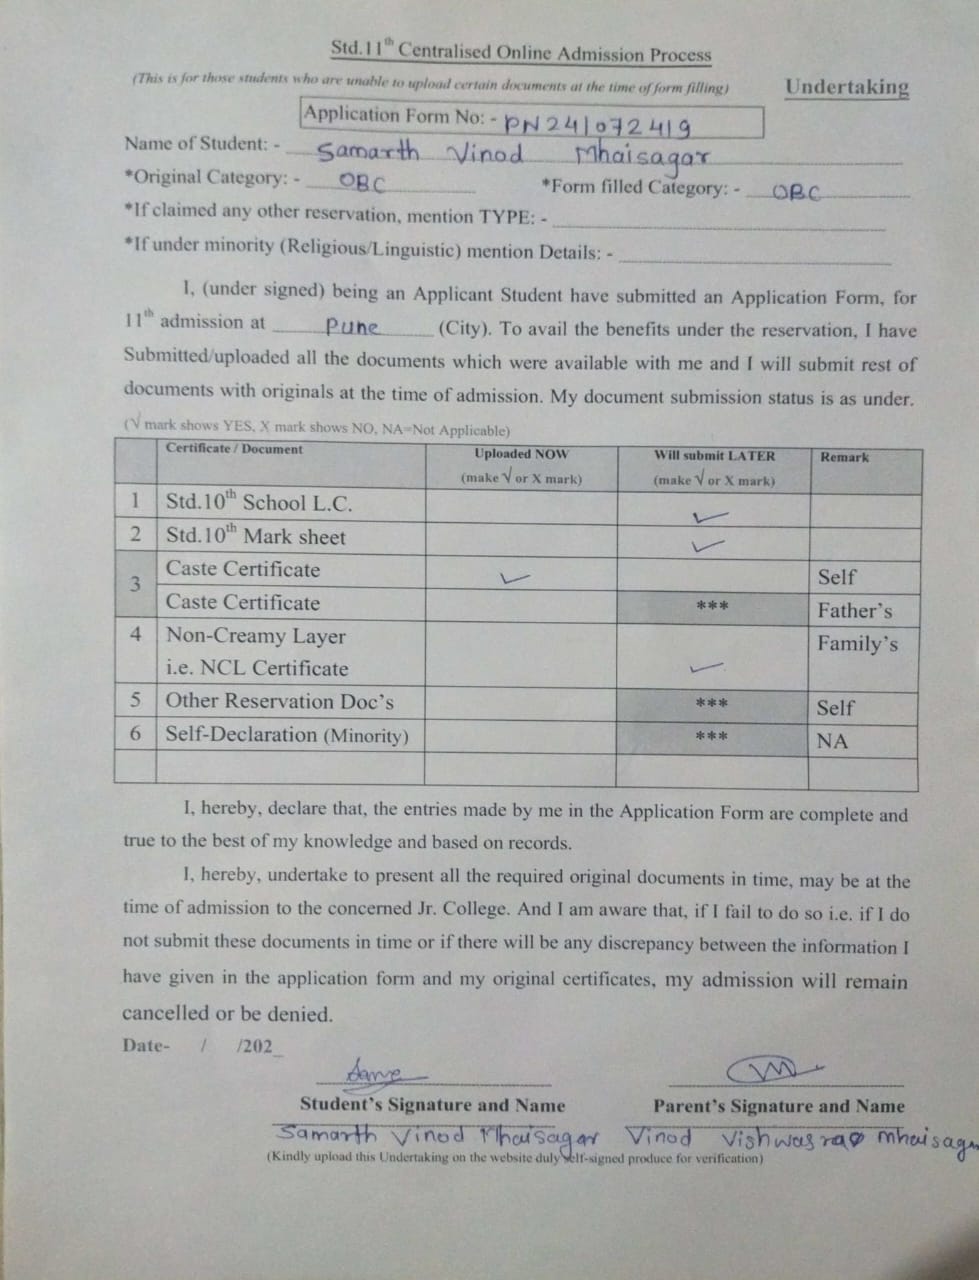 Std.11th Centralised Online Admission Process
(This is for those students who are unable to upload certain documents at the time of form filling)
Undertaking
Application Form No: - PN241072419
Name of Student: - Samarth Vinod Mhaisagar
*Original Category: - OBC *Form filled Category: - OBC
*If claimed any other reservation, mention TYPE: -
*If under minority (Religious/Linguistic) mention Details: -
I, (under signed) being an Applicant Student have submitted an Application Form, for
11th admission at Pune (City). To avail the benefits under the reservation, I have
Submitted/uploaded all the documents which were available with me and I will submit rest of
documents with originals at the time of admission. My document submission status is as under.
(√ mark shows YES, X mark shows NO, NA=Not Applicable)
Certificate / Document Uploaded NOW Will submit LATER Remark
(make √ or X mark) (make √ or X mark)
1 Std.10th School L.C. ✓
2 Std.10th Mark sheet ✓
3 Caste Certificate ✓ Self
Caste Certificate *** Father's
4 Non-Creamy Layer Family's
i.e. NCL Certificate ✓
5 Other Reservation Doc's *** Self
6 Self-Declaration (Minority) *** NA
I, hereby, declare that, the entries made by me in the Application Form are complete and
true to the best of my knowledge and based on records.
I, hereby, undertake to present all the required original documents in time, may be at the
time of admission to the concerned Jr. College. And I am aware that, if I fail to do so i.e. if I do
not submit these documents in time or if there will be any discrepancy between the information I
have given in the application form and my original certificates, my admission will remain
cancelled or be denied.
Date- / /202_
Student's Signature and Name Parent's Signature and Name
Samarth Vinod Mhaisagar Vinod Vishwasrao Mhaisagar
(Kindly upload this Undertaking on the website duly self-signed produce for verification)